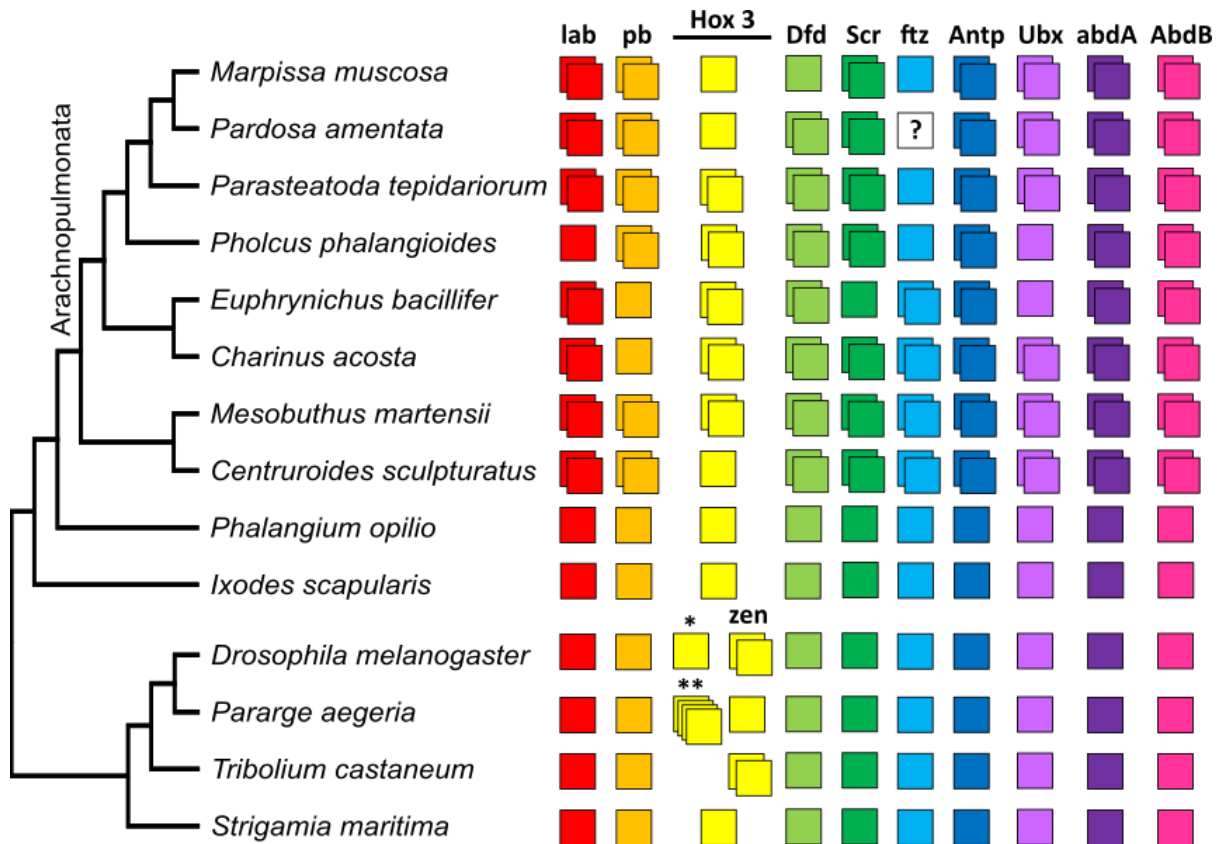 Hox 3
lab pb Dfd Scr ftz Antp Ubx abdA AbdB
Arachnopulmonata
Marpissa muscosa
Pardosa amentata ?
Parasteatoda tepidariorum
Pholcus phalangioides
Euphrynichus bacillifer
Charinus acosta
Mesobuthus martensii
Centruroides sculpturatus
Phalangium opilio
Ixodes scapularis
* zen
Drosophila melanogaster
**
Pararge aegeria
Tribolium castaneum
Strigamia maritima